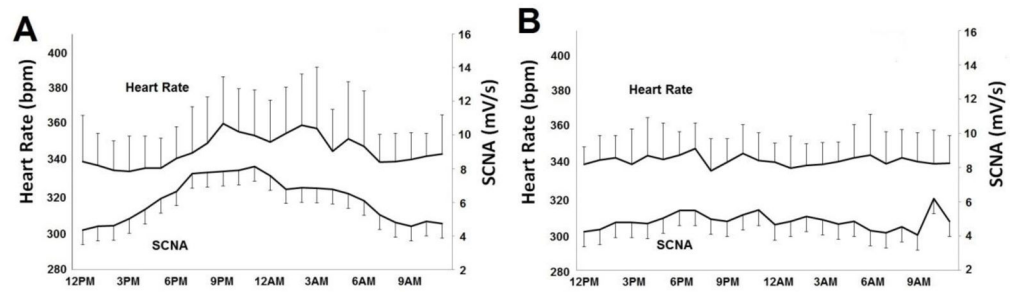 A
Heart Rate (bpm)
400
380
360
340
320
300
280
Heart Rate
SCNA
16
14
12
10
8
6
4
2
SCNA (mV/s)
12PM 3PM 6PM 9PM 12AM 3AM 6AM 9AM
B
Heart Rate (bpm)
400
380
360
340
320
300
280
Heart Rate
SCNA
16
14
12
10
8
6
4
2
SCNA (mV/s)
12PM 3PM 6PM 9PM 12AM 3AM 6AM 9AM